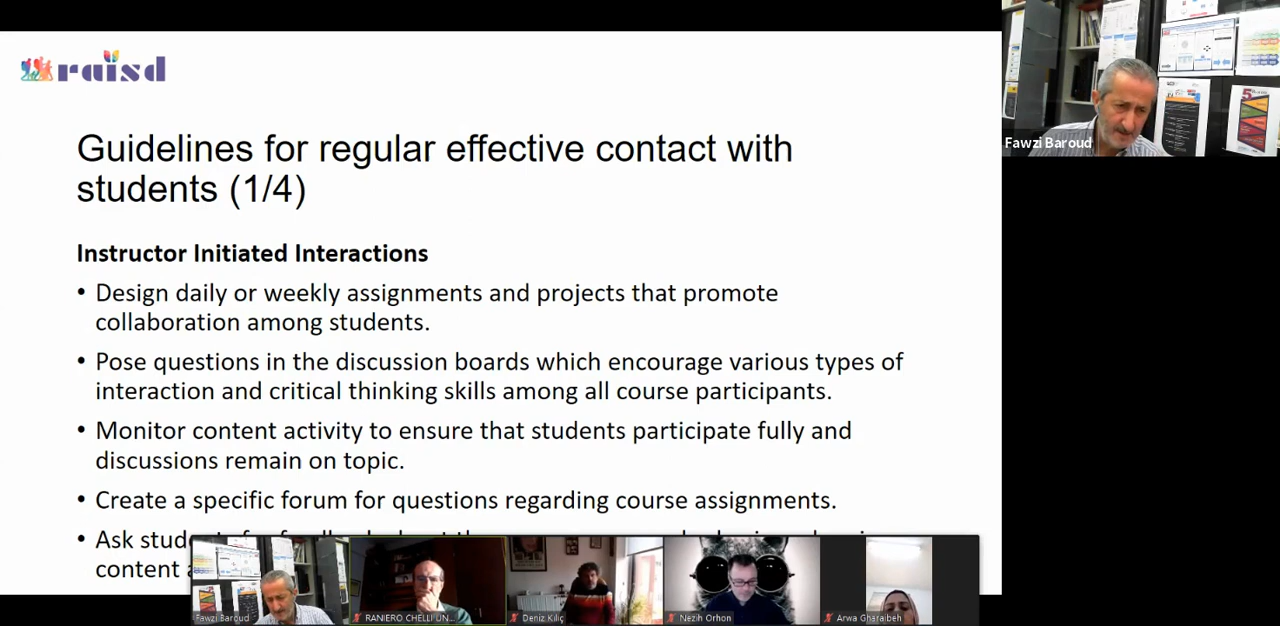 raisd
Guidelines for regular effective contact with
students (1/4)
Instructor Initiated Interactions
• Design daily or weekly assignments and projects that promote
collaboration among students.
• Pose questions in the discussion boards which encourage various types of
interaction and critical thinking skills among all course participants.
• Monitor content activity to ensure that students participate fully and
discussions remain on topic.
• Create a specific forum for questions regarding course assignments.
• Ask
content
Fawzi Baroud
Fawzi Baroud
RANIERO CHELLI UN...
Deniz Kılıç
Nezih Orhon
Arwa Gharaibeh